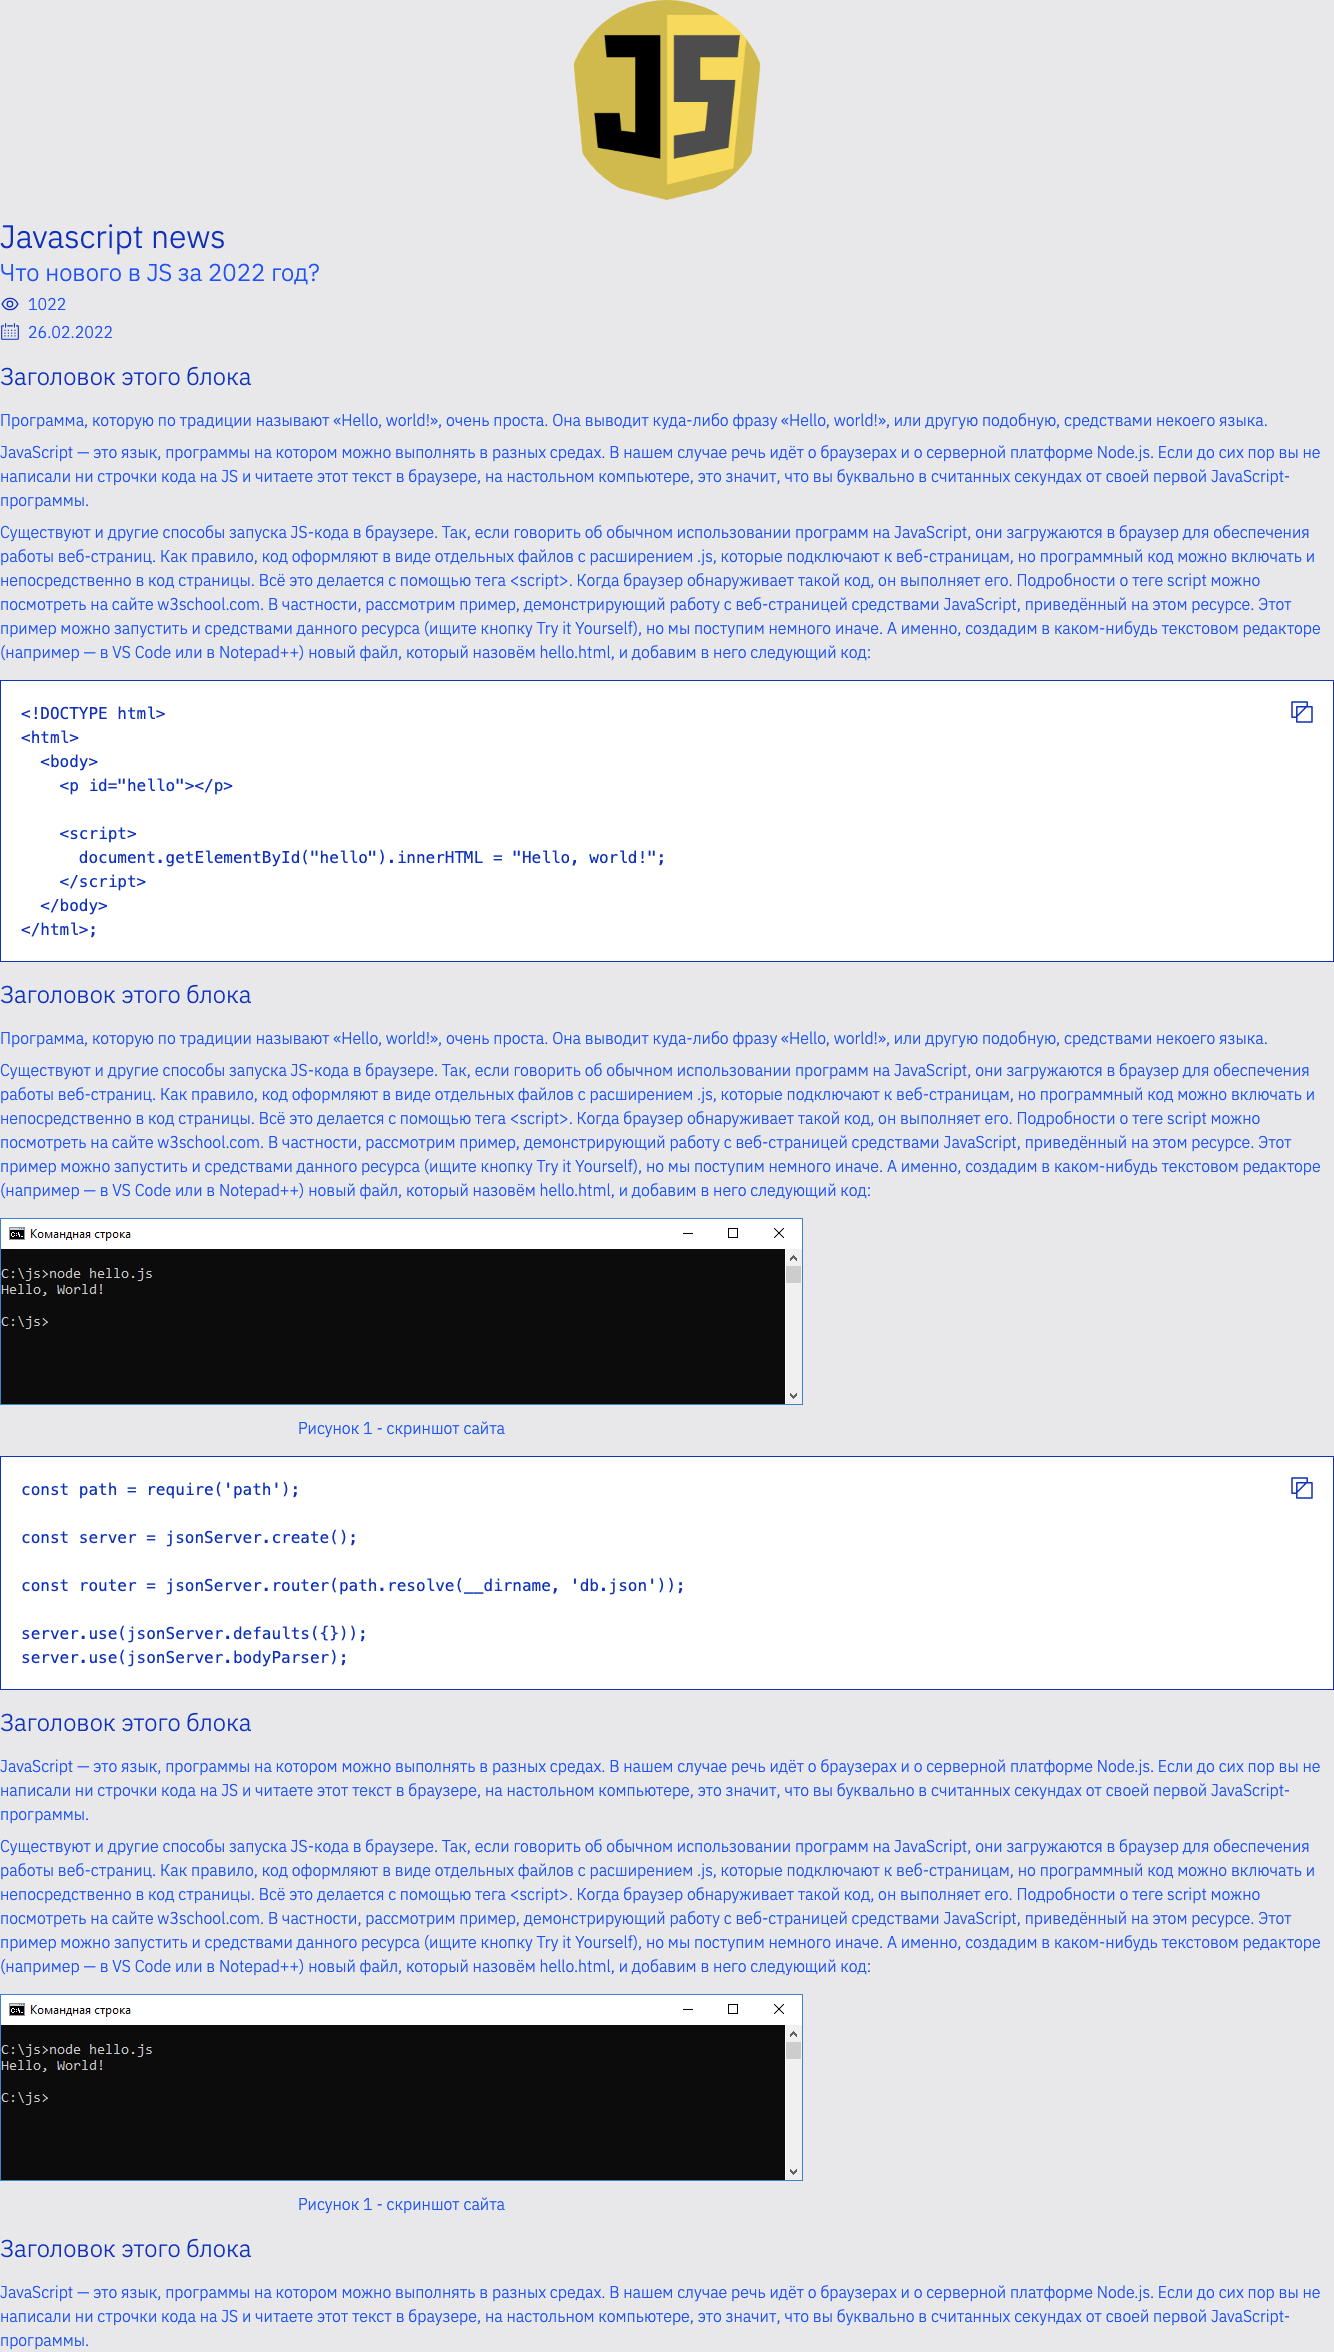 JS
Javascript news
Что нового в JS за 2022 год?
1022
26.02.2022
Заголовок этого блока
Программа, которую по традиции называют «Hello, world!», очень проста. Она выводит куда-либо фразу «Hello, world!», или другую подобную, средствами некоего языка.
JavaScript — это язык, программы на котором можно выполнять в разных средах. В нашем случае речь идёт о браузерах и о серверной платформе Node.js. Если до сих пор вы не
написали ни строчки кода на JS и читаете этот текст в браузере, на настольном компьютере, это значит, что вы буквально в считанных секундах от своей первой JavaScript-
программы.
Существуют и другие способы запуска JS-кода в браузере. Так, если говорить об обычном использовании программ на JavaScript, они загружаются в браузер для обеспечения
работы веб-страниц. Как правило, код оформляют в виде отдельных файлов с расширением .js, которые подключают к веб-страницам, но программный код можно включать и
непосредственно в код страницы. Всё это делается с помощью тега <script>. Когда браузер обнаруживает такой код, он выполняет его. Подробности о теге script можно
посмотреть на сайте w3school.com. В частности, рассмотрим пример, демонстрирующий работу с веб-страницей средствами JavaScript, приведённый на этом ресурсе. Этот
пример можно запустить и средствами данного ресурса (ищите кнопку Try it Yourself), но мы поступим немного иначе. А именно, создадим в каком-нибудь текстовом редакторе
(например — в VS Code или в Notepad++) новый файл, который назовём hello.html, и добавим в него следующий код:
<!DOCTYPE html>
<html>
  <body>
    <p id="hello"></p>

    <script>
      document.getElementById("hello").innerHTML = "Hello, world!";
    </script>
  </body>
</html>;
Заголовок этого блока
Программа, которую по традиции называют «Hello, world!», очень проста. Она выводит куда-либо фразу «Hello, world!», или другую подобную, средствами некоего языка.
Существуют и другие способы запуска JS-кода в браузере. Так, если говорить об обычном использовании программ на JavaScript, они загружаются в браузер для обеспечения
работы веб-страниц. Как правило, код оформляют в виде отдельных файлов с расширением .js, которые подключают к веб-страницам, но программный код можно включать и
непосредственно в код страницы. Всё это делается с помощью тега <script>. Когда браузер обнаруживает такой код, он выполняет его. Подробности о теге script можно
посмотреть на сайте w3school.com. В частности, рассмотрим пример, демонстрирующий работу с веб-страницей средствами JavaScript, приведённый на этом ресурсе. Этот
пример можно запустить и средствами данного ресурса (ищите кнопку Try it Yourself), но мы поступим немного иначе. А именно, создадим в каком-нибудь текстовом редакторе
(например — в VS Code или в Notepad++) новый файл, который назовём hello.html, и добавим в него следующий код:
Командная строка
C:\js>node hello.js
Hello, World!
C:\js>
Рисунок 1 - скриншот сайта
const path = require('path');

const server = jsonServer.create();

const router = jsonServer.router(path.resolve(__dirname, 'db.json'));

server.use(jsonServer.defaults({}));
server.use(jsonServer.bodyParser);
Заголовок этого блока
JavaScript — это язык, программы на котором можно выполнять в разных средах. В нашем случае речь идёт о браузерах и о серверной платформе Node.js. Если до сих пор вы не
написали ни строчки кода на JS и читаете этот текст в браузере, на настольном компьютере, это значит, что вы буквально в считанных секундах от своей первой JavaScript-
программы.
Существуют и другие способы запуска JS-кода в браузере. Так, если говорить об обычном использовании программ на JavaScript, они загружаются в браузер для обеспечения
работы веб-страниц. Как правило, код оформляют в виде отдельных файлов с расширением .js, которые подключают к веб-страницам, но программный код можно включать и
непосредственно в код страницы. Всё это делается с помощью тега <script>. Когда браузер обнаруживает такой код, он выполняет его. Подробности о теге script можно
посмотреть на сайте w3school.com. В частности, рассмотрим пример, демонстрирующий работу с веб-страницей средствами JavaScript, приведённый на этом ресурсе. Этот
пример можно запустить и средствами данного ресурса (ищите кнопку Try it Yourself), но мы поступим немного иначе. А именно, создадим в каком-нибудь текстовом редакторе
(например — в VS Code или в Notepad++) новый файл, который назовём hello.html, и добавим в него следующий код:
Командная строка
C:\js>node hello.js
Hello, World!
C:\js>
Рисунок 1 - скриншот сайта
Заголовок этого блока
JavaScript — это язык, программы на котором можно выполнять в разных средах. В нашем случае речь идёт о браузерах и о серверной платформе Node.js. Если до сих пор вы не
написали ни строчки кода на JS и читаете этот текст в браузере, на настольном компьютере, это значит, что вы буквально в считанных секундах от своей первой JavaScript-
программы.